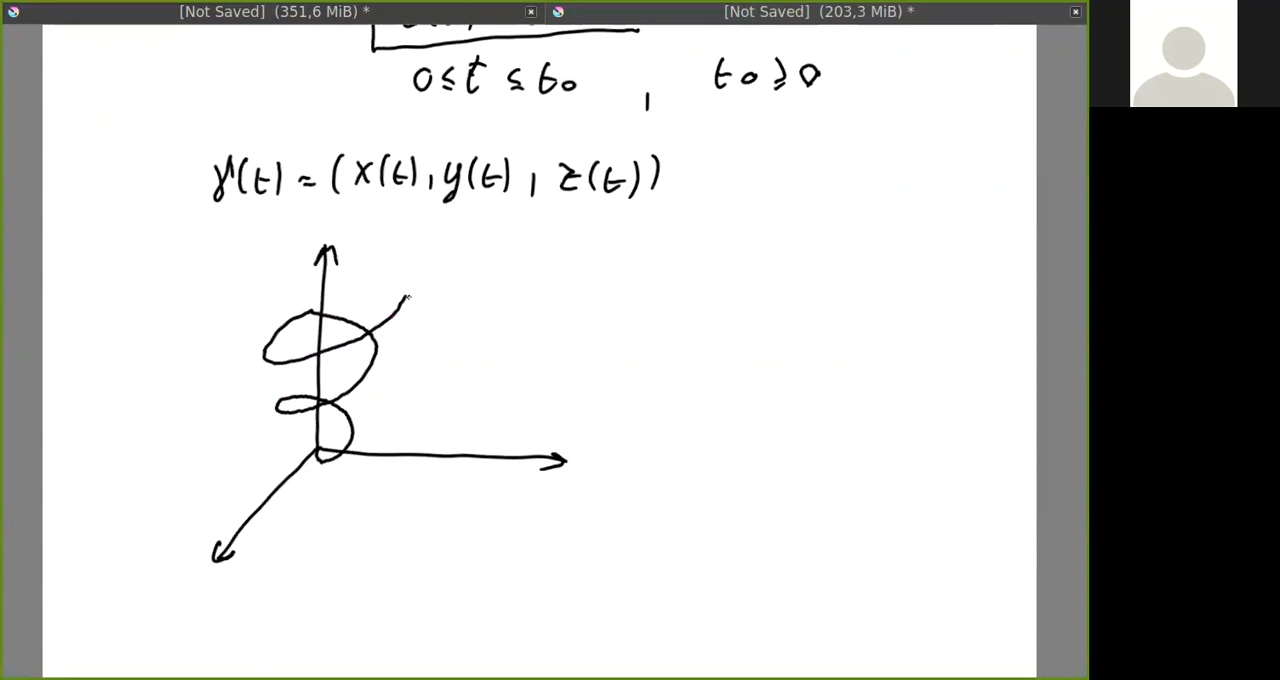 [Not Saved] (351,6 MiB) * [Not Saved] (203,3 MiB) *
0 ≤ t ≤ t0 , t0 ≥ 0
γ(t) = (x(t), y(t), z(t))